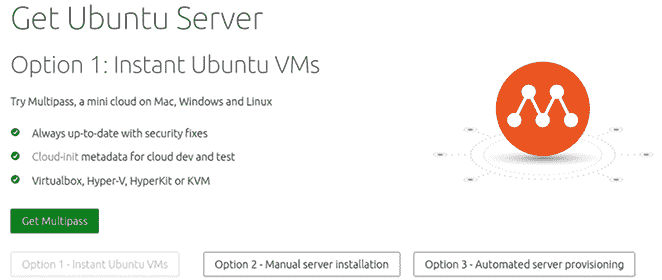 Get Ubuntu Server
Option 1: Instant Ubuntu VMs
Try Multipass, a mini cloud on Mac, Windows and Linux
Always up-to-date with security fixes
Cloud-init metadata for cloud dev and test
Virtualbox, Hyper-V, HyperKit or KVM
Get Multipass
Option 1 - Instant Ubuntu VMs
Option 2 - Manual server installation
Option 3 - Automated server provisioning